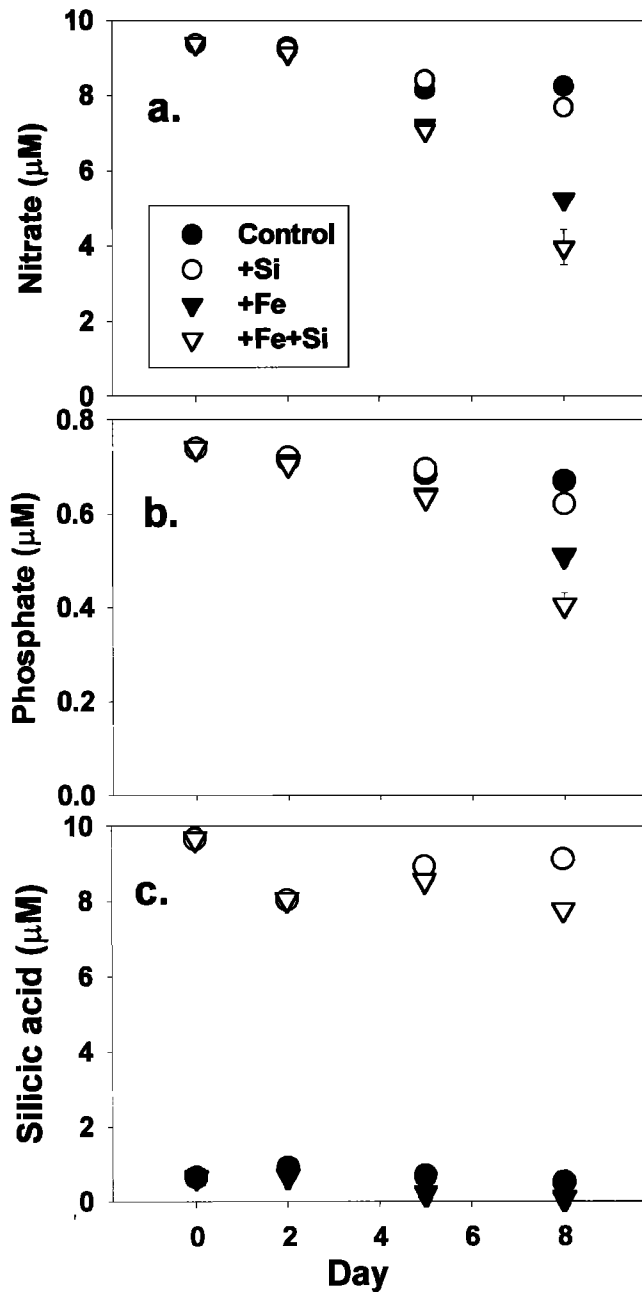 10
8
6
4
2
0
Nitrate (µM)
a.
Control
+Si
+Fe
+Fe+Si
0.8
0.6
0.4
0.2
0.0
Phosphate (µM)
b.
10
8
6
4
2
0
Silicic acid (µM)
c.
0 2 4 6 8
Day